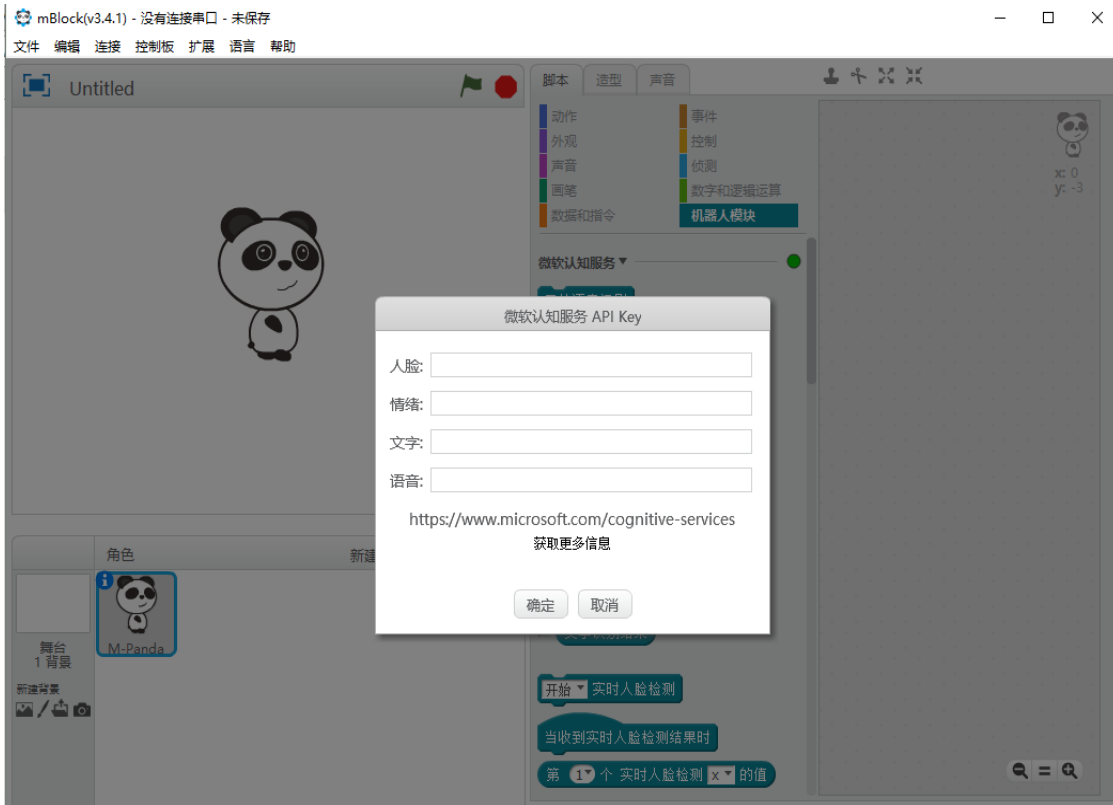 mBlock(v3.4.1) - 没有连接串口 - 未保存
文件 编辑 连接 控制板 扩展 语言 帮助
Untitled
脚本 造型 声音
动作 事件
外观 控制
声音 侦测
画笔 数字和逻辑运算
数据和指令 机器人模块
x: 0
y: -3
微软认知服务
微软认知服务 API Key
人脸:
情绪:
文字:
语音:
https://www.microsoft.com/cognitive-services
获取更多信息
确定 取消
角色 新建
M-Panda
舞台
1 背景
新建背景
开始 实时人脸检测
当收到实时人脸检测结果时
第 1 个 实时人脸检测 x 的值